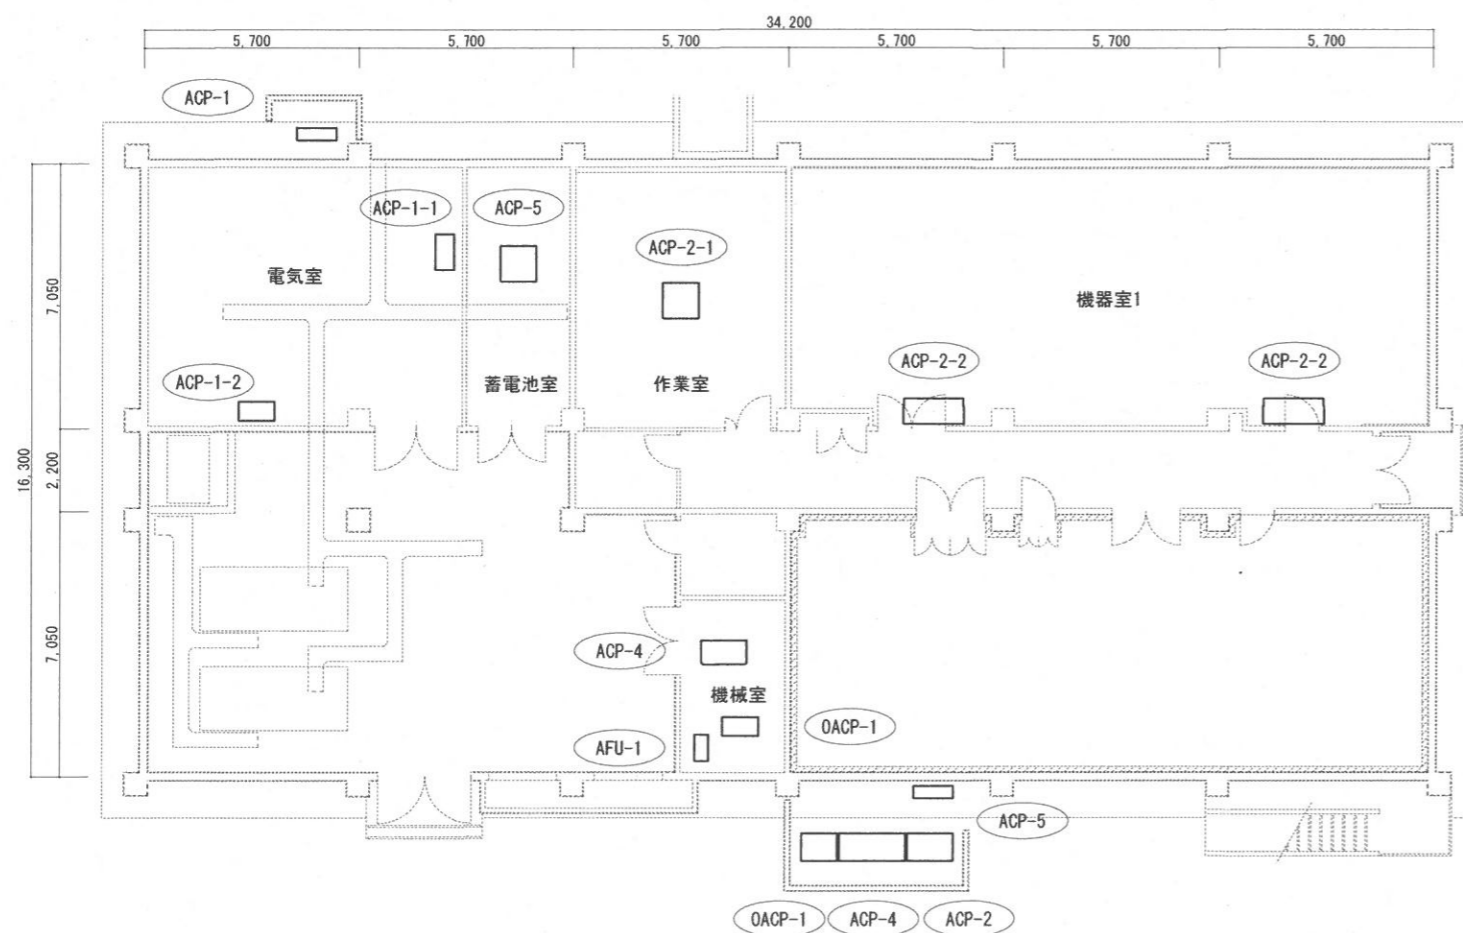 34,200
5,700 5,700 5,700 5,700 5,700 5,700
ACP-1
ACP-1-1
ACP-5
ACP-2-1
電気室
機器室1
7,050
ACP-2-2
ACP-2-2
ACP-1-2
蓄電池室
作業室
16,300
2,200
7,050
ACP-4
機械室
OACP-1
AFU-1
ACP-5
OACP-1
ACP-4
ACP-2